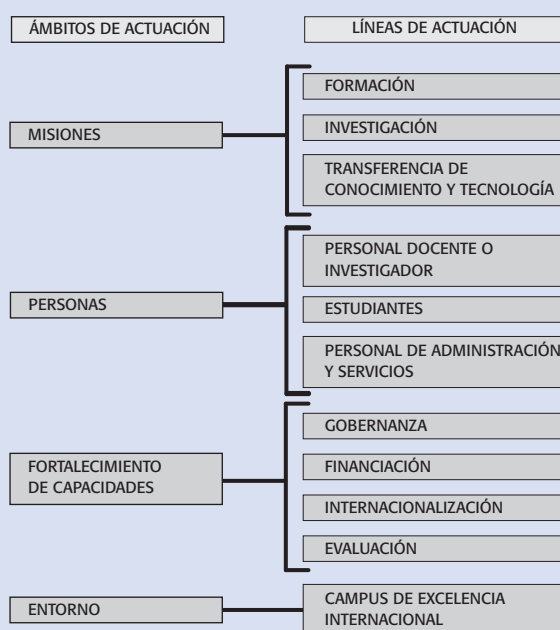 ÁMBITOS DE ACTUACIÓN
LÍNEAS DE ACTUACIÓN
MISIONES
FORMACIÓN
INVESTIGACIÓN
TRANSFERENCIA DE
CONOCIMIENTO Y TECNOLOGÍA
PERSONAS
PERSONAL DOCENTE O
INVESTIGADOR
ESTUDIANTES
PERSONAL DE ADMINISTRACIÓN
Y SERVICIOS
FORTALECIMIENTO
DE CAPACIDADES
GOBERNANZA
FINANCIACIÓN
INTERNACIONALIZACIÓN
EVALUACIÓN
ENTORNO
CAMPUS DE EXCELENCIA
INTERNACIONAL